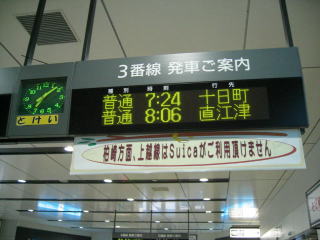 3番線 発車ご案内
種別 時刻 行先
普通 7:24 十日町
普通 8:06 直江津
とけい
柏崎方面、上越線はSuicaがご利用頂けません